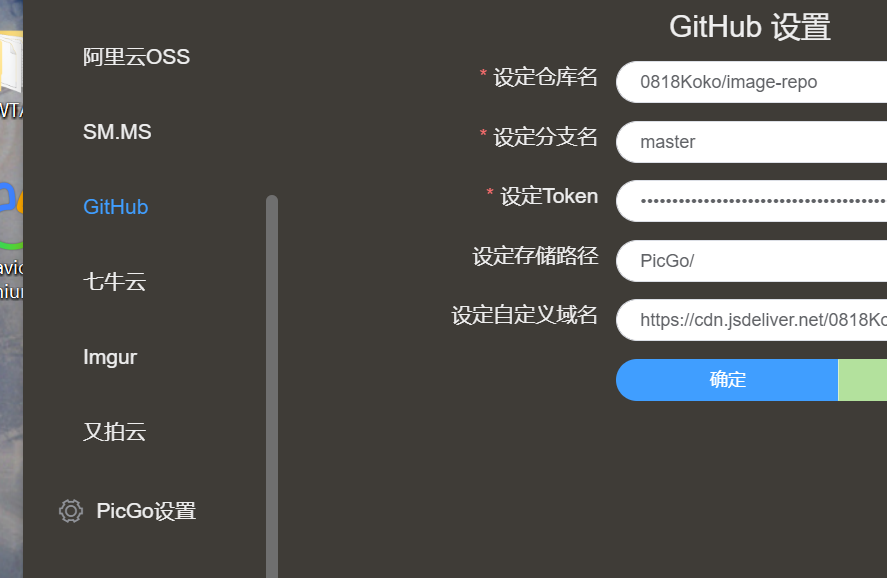 GitHub 设置
阿里云OSS
SM.MS
GitHub
七牛云
Imgur
又拍云
PicGo设置
* 设定仓库名 0818Koko/image-repo
* 设定分支名 master
* 设定Token ••••••••••••••••••••••••••••••••••••••••
设定存储路径 PicGo/
设定自定义域名 https://cdn.jsdeliver.net/0818Ko
确定